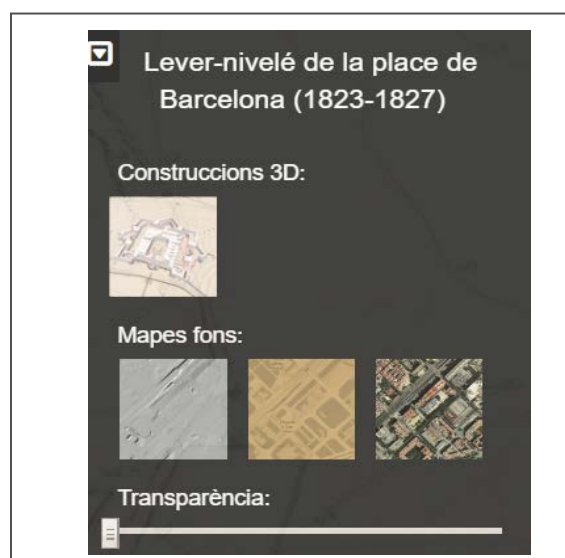 Lever-nivelé de la place de
Barcelona (1823-1827)
Construccions 3D:
Mapes fons:
Transparència: